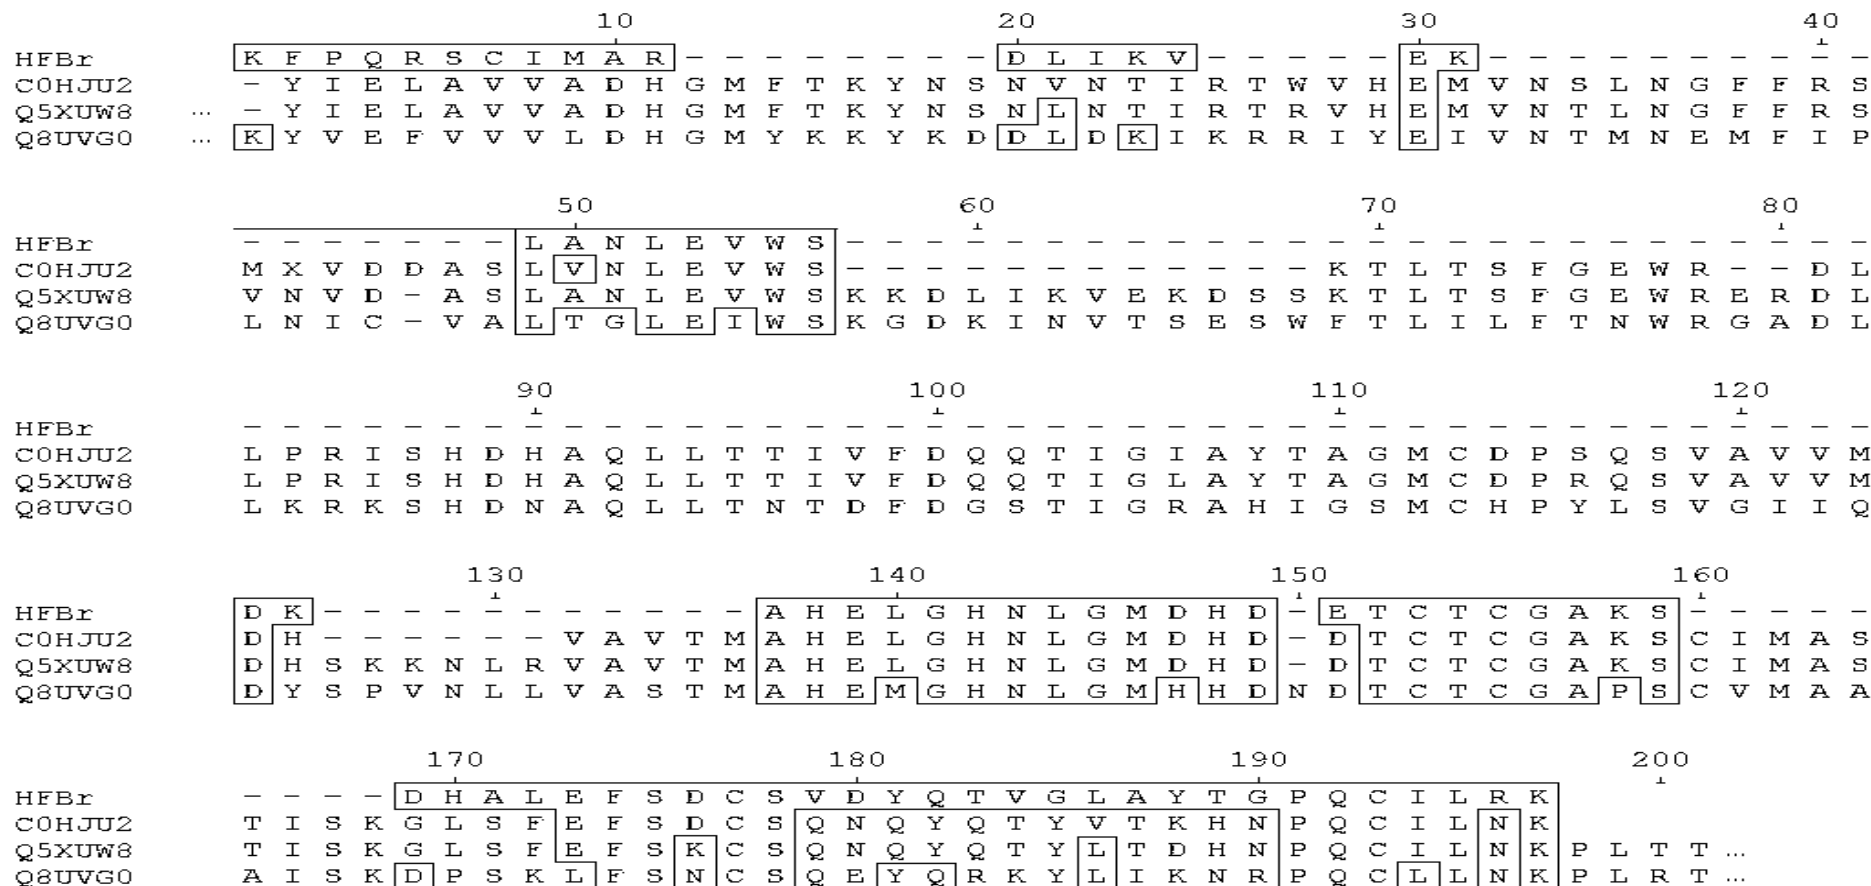 10 20 30 40
HFBr K F P Q R S C I M A R - - - - - - - - D L I K V - - - - - E K - - - - - - - - - -
C0HJU2 - Y I E L A V V A D H G M F T K Y N S N V N T I R T W V H E M V N S L N G F F R S
Q5XUW8 ... - Y I E L A V V A D H G M F T K Y N S N L N T I R T R V H E M V N T L N G F F R S
Q8UVG0 ... K Y V E F V V V L D H G M Y K K Y K D D L D K I K R R I Y E I V N T M N E M F I P
50 60 70 80
HFBr - - - - - - - L A N L E V W S - - - - - - - - - - - - - - - - - - - - - - - - - -
C0HJU2 M X V D D A S L V N L E V W S - - - - - - - - - - - - K T L T S F G E W R - - D L
Q5XUW8 V N V D - A S L A N L E V W S K K D L I K V E K D S S K T L T S F G E W R E R D L
Q8UVG0 L N I C - V A L T G L E I W S K G D K I N V T S E S W F T L I L F T N W R G A D L
90 100 110 120
HFBr - - - - - - - - - - - - - - - - - - - - - - - - - - - - - - - - - - - - - - - - -
C0HJU2 L P R I S H D H A Q L L T T I V F D Q Q T I G I A Y T A G M C D P S Q S V A V V M
Q5XUW8 L P R I S H D H A Q L L T T I V F D Q Q T I G L A Y T A G M C D P R Q S V A V V M
Q8UVG0 L K R K S H D N A Q L L T N T D F D G S T I G R A H I G S M C H P Y L S V G I I Q
130 140 150 160
HFBr D K - - - - - - - - - - - A H E L G H N L G M D H D - E T C T C G A K S - - - - -
C0HJU2 D H - - - - - - V A V T M A H E L G H N L G M D H D - D T C T C G A K S C I M A S
Q5XUW8 D H S K K N L R V A V T M A H E L G H N L G M D H D - D T C T C G A K S C I M A S
Q8UVG0 D Y S P V N L L V A S T M A H E M G H N L G M H H D N D T C T C G A P S C V M A A
170 180 190 200
HFBr - - - - D H A L E F S D C S V D Y Q T V G L A Y T G P Q C I L R K
C0HJU2 T I S K G L S F E F S D C S Q N Q Y Q T Y V T K H N P Q C I L N K
Q5XUW8 T I S K G L S F E F S K C S Q N Q Y Q T Y L T D H N P Q C I L N K P L T T ...
Q8UVG0 A I S K D P S K L F S N C S Q E Y Q R K Y L I K N R P Q C L L N K P L R T ...